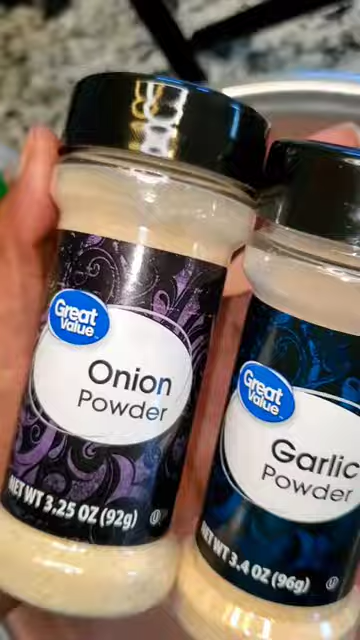 Great
Value
Onion
Powder
NET WT 3.25 OZ (92g)
Great
Value
Garlic
Powder
NET WT 3.4 OZ (96g)